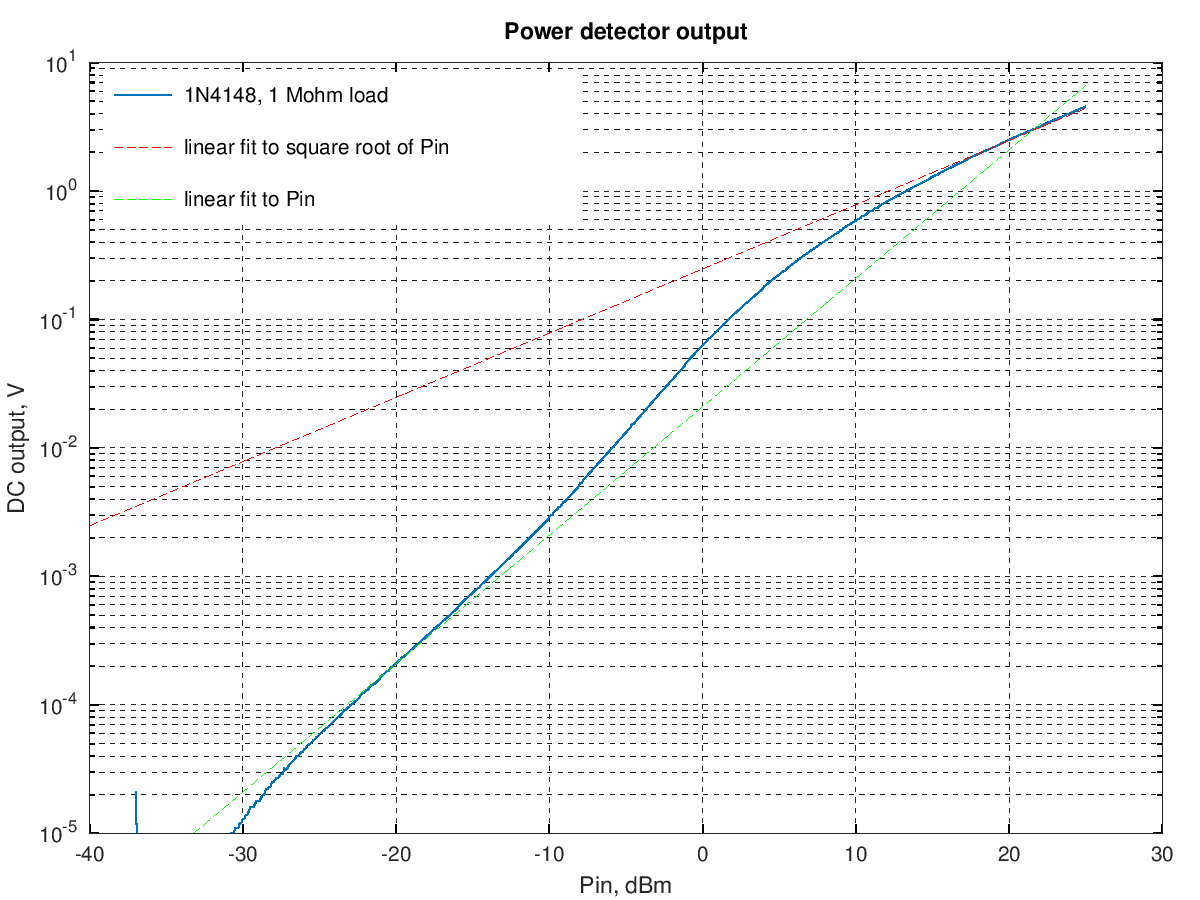 Power detector output
10^1
1N4148, 1 Mohm load
linear fit to square root of Pin
10^0
linear fit to Pin
10^-1
DC output, V
10^-2
10^-3
10^-4
10^-5
-40 -30 -20 -10 0 10 20 30
Pin, dBm